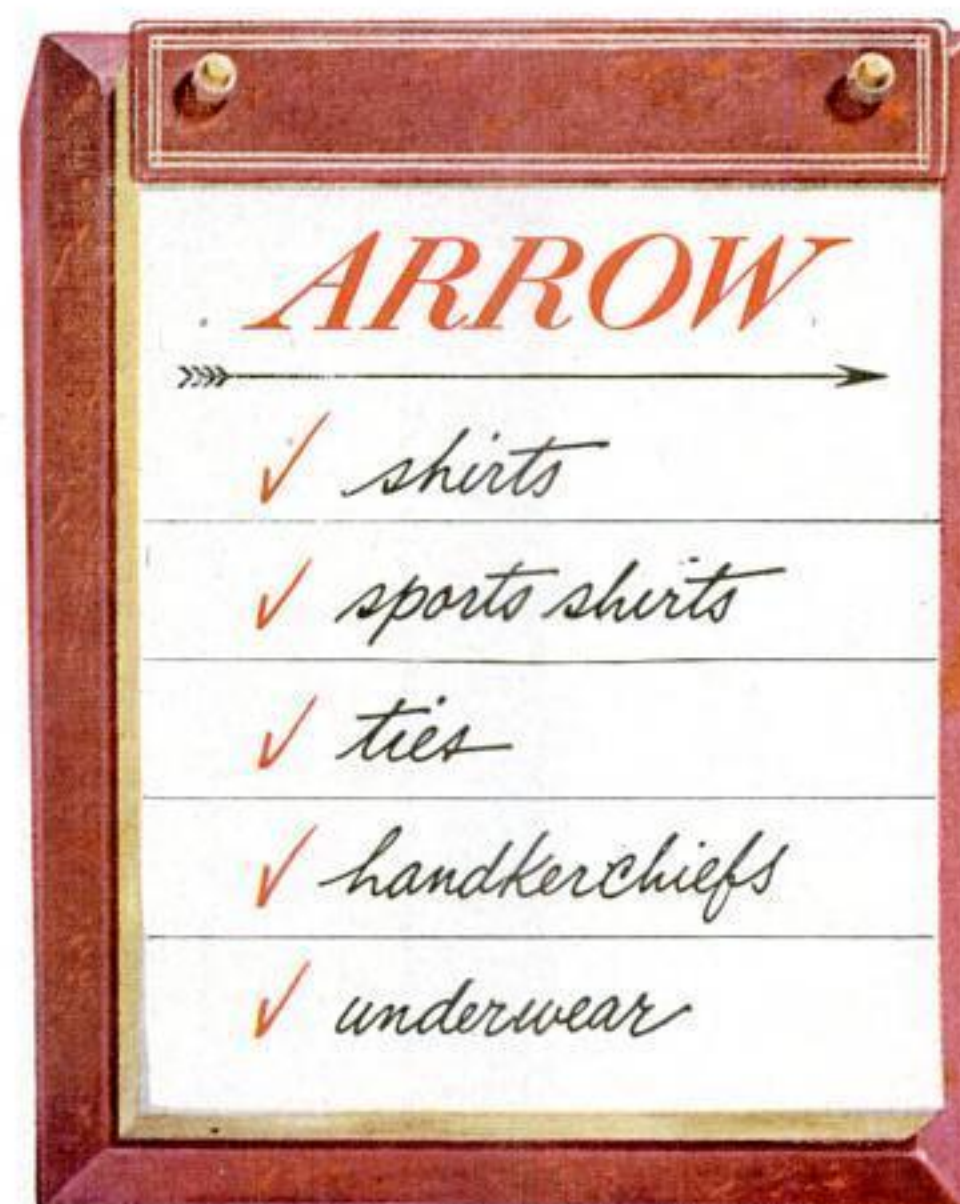 ARROW
✓ shirts
✓ sports shirts
✓ ties
✓ handkerchiefs
✓ underwear